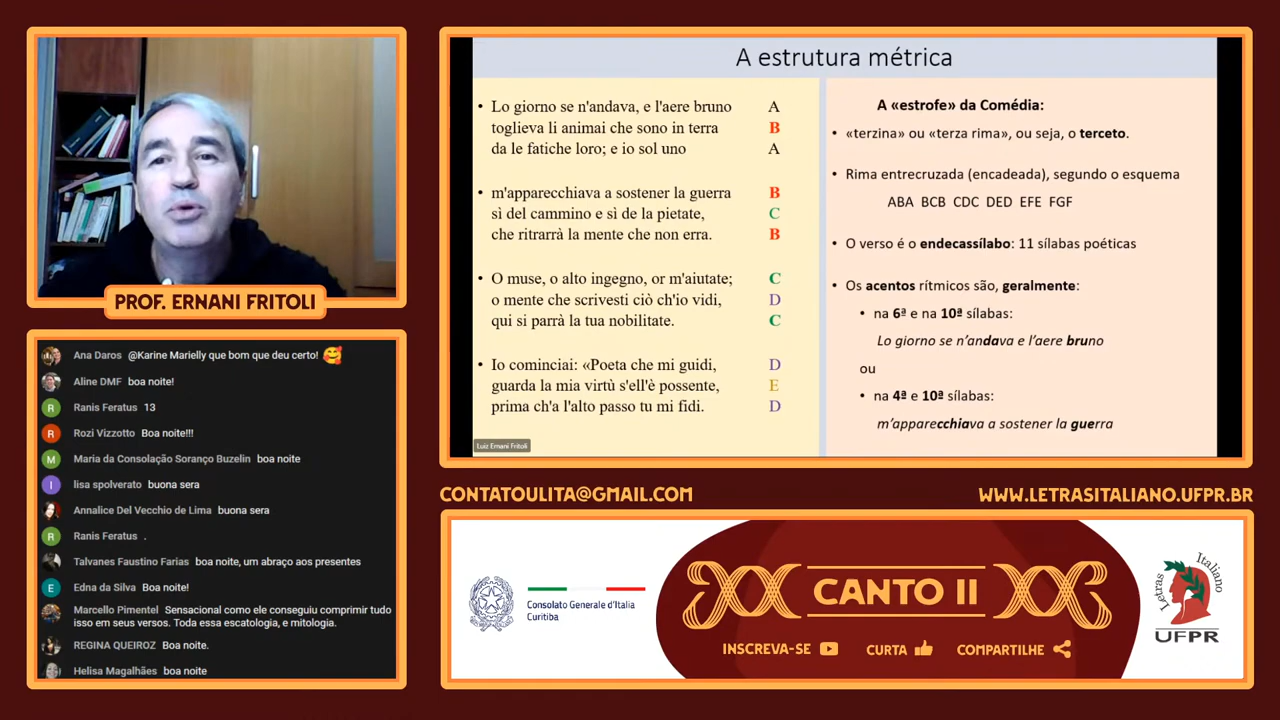 PROF. ERNANI FRITOLI
Ana Daros @Karine Marielly que bom que deu certo!
Aline DMF boa noite!
R Ranis Feratus 13
R Rozi Vizzotto Boa noite!!!
M Maria da Consolação Soranço Buzelin boa noite
l lisa spolverato buona sera
Annalice Del Vecchio de Lima buona sera
R Ranis Feratus .
Talvanes Faustino Farias boa noite, um abraço aos presentes
E Edna da Silva Boa noite!
Marcello Pimentel Sensacional como ele conseguiu comprimir tudo
isso em seus versos. Toda essa escatologia, e mitologia.
REGINA QUEIROZ Boa noite.
Helisa Magalhães boa noite
A estrutura métrica
• Lo giorno se n'andava, e l'aere bruno A
toglieva li animai che sono in terra B
da le fatiche loro; e io sol uno A
• m'apparecchiava a sostener la guerra B
sì del cammino e sì de la pietate, C
che ritrarrà la mente che non erra. B
• O muse, o alto ingegno, or m'aiutate; C
o mente che scrivesti ciò ch'io vidi, D
qui si parrà la tua nobilitate. C
• Io cominciai: «Poeta che mi guidi, D
guarda la mia virtù s'ell'è possente, E
prima ch'a l'alto passo tu mi fidi. D
Luiz Ernani Fritoli
A «estrofe» da Comédia:
• «terzina» ou «terza rima», ou seja, o terceto.
• Rima entrecruzada (encadeada), segundo o esquema
ABA BCB CDC DED EFE FGF
• O verso é o endecassílabo: 11 sílabas poéticas
• Os acentos rítmicos são, geralmente:
• na 6ª e na 10ª sílabas:
Lo giorno se n'andava e l'aere bruno
ou
• na 4ª e 10ª sílabas:
m'apparecchiava a sostener la guerra
CONTATOULITA@GMAIL.COM
WWW.LETRASITALIANO.UFPR.BR
Consolato Generale d'Italia
Curitiba
CANTO II
INSCREVA-SE
CURTA
COMPARTILHE
Letras Italiano
UFPR